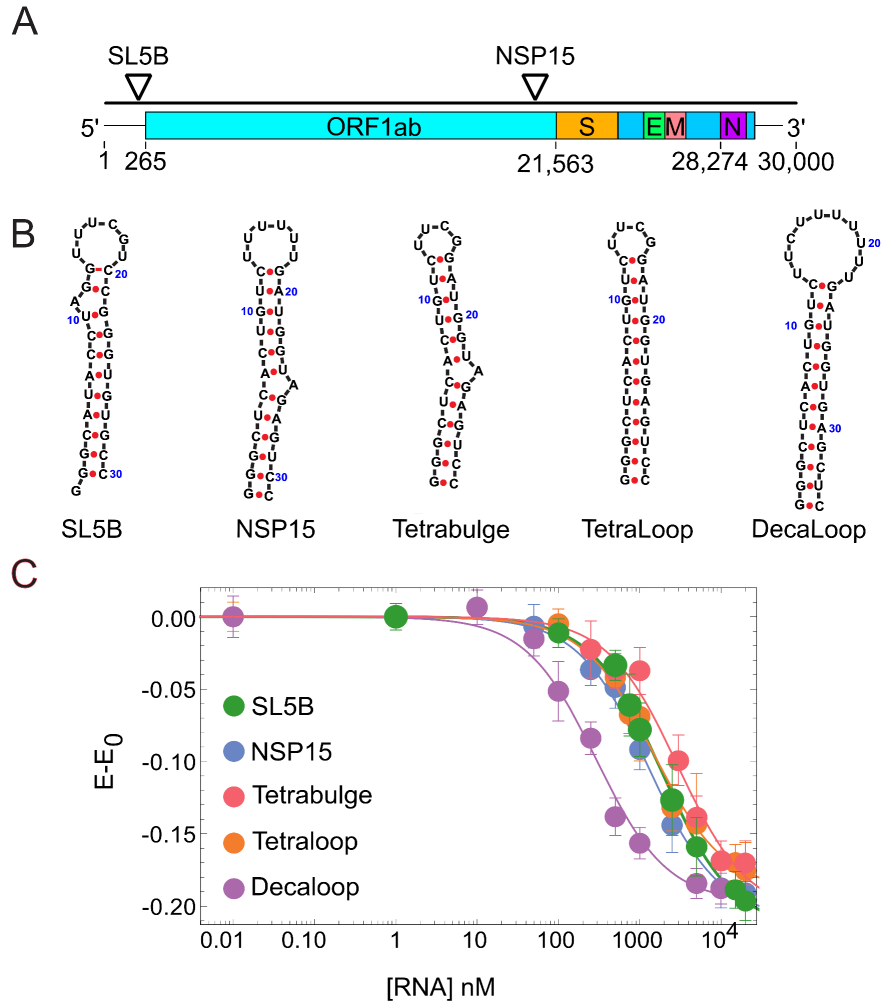 A
SL5B NSP15
5' ORF1ab S E M N 3'
1 265 21,563 28,274 30,000
B
SL5B NSP15 Tetrabulge TetraLoop DecaLoop
C
0.00
-0.05
-0.10
-0.15
-0.20
E-E0
SL5B
NSP15
Tetrabulge
Tetraloop
Decaloop
0.01 0.10 1 10 100 1000 10^4
[RNA] nM